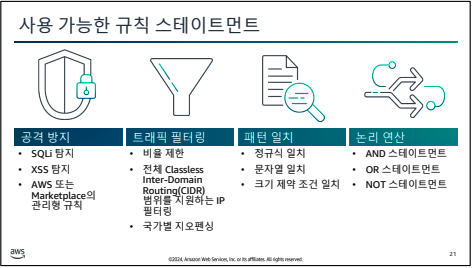 사용 가능한 규칙 스테이트먼트
공격 방지
• SQLi 탐지
• XSS 탐지
• AWS 또는
Marketplace의
관리형 규칙
트래픽 필터링
• 비율 제한
• 전체 Classless
Inter-Domain
Routing(CIDR)
범위를 지원하는 IP
필터링
• 국가별 지오펜싱
패턴 일치
• 정규식 일치
• 문자열 일치
• 크기 제약 조건 일치
논리 연산
• AND 스테이트먼트
• OR 스테이트먼트
• NOT 스테이트먼트
aws
©2024, Amazon Web Services, Inc. or its affiliates. All rights reserved.
21